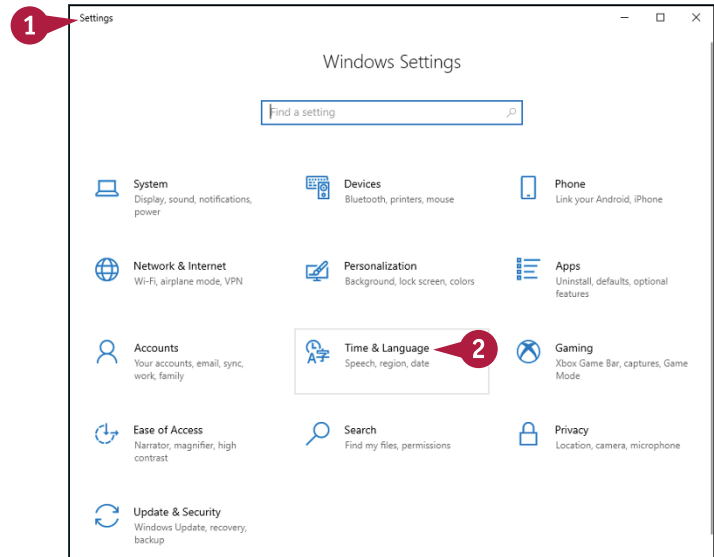 1
Settings
Windows Settings
Find a setting
System
Display, sound, notifications,
power
Devices
Bluetooth, printers, mouse
Phone
Link your Android, iPhone
Network & Internet
Wi-Fi, airplane mode, VPN
Personalization
Background, lock screen, colors
Apps
Uninstall, defaults, optional
features
Accounts
Your accounts, email, sync,
work, family
Time & Language
Speech, region, date
2
Gaming
Xbox Game Bar, captures, Game
Mode
Ease of Access
Narrator, magnifier, high
contrast
Search
Find my files, permissions
Privacy
Location, camera, microphone
Update & Security
Windows Update, recovery,
backup